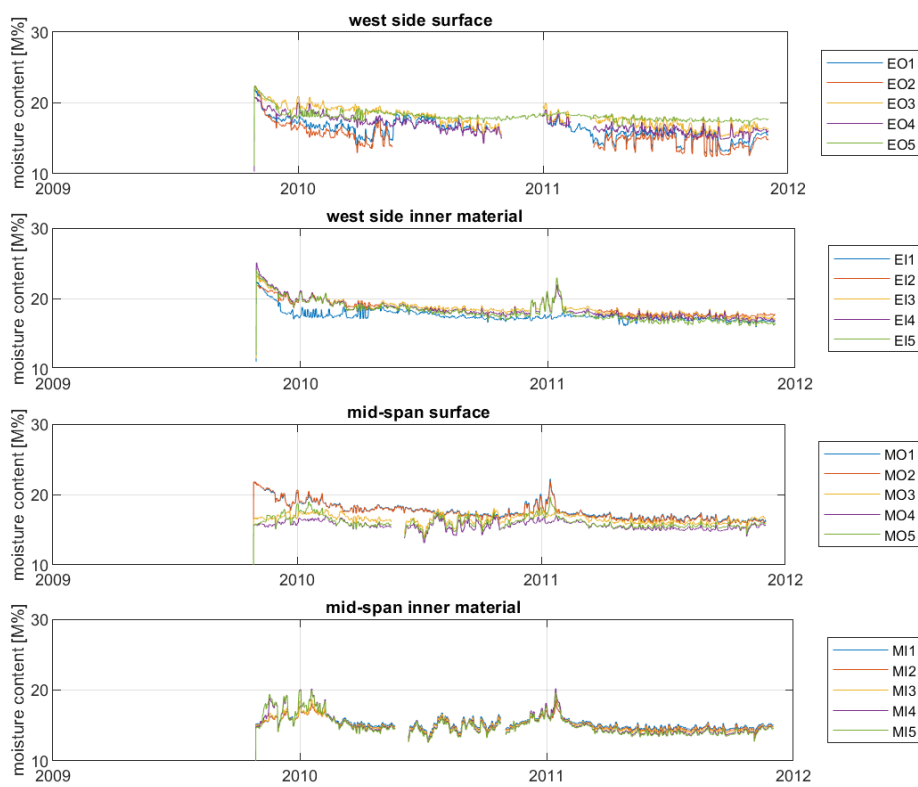 west side surface
moisture content [M%]
30
20
10
2009
2010
2011
2012
EO1
EO2
EO3
EO4
EO5
west side inner material
moisture content [M%]
30
20
10
2009
2010
2011
2012
EI1
EI2
EI3
EI4
EI5
mid-span surface
moisture content [M%]
30
20
10
2009
2010
2011
2012
MO1
MO2
MO3
MO4
MO5
mid-span inner material
moisture content [M%]
30
20
10
2009
2010
2011
2012
MI1
MI2
MI3
MI4
MI5